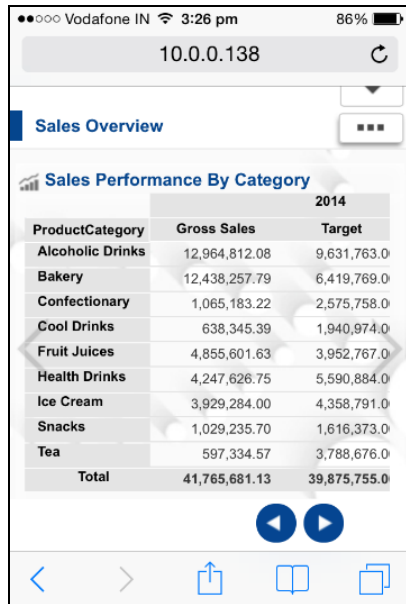 Vodafone IN 3:26 pm 86%
10.0.0.138
Sales Overview
Sales Performance By Category
2014
ProductCategory Gross Sales Target
Alcoholic Drinks 12,964,812.08 9,631,763.0
Bakery 12,438,257.79 6,419,769.0
Confectionary 1,065,183.22 2,575,758.0
Cool Drinks 638,345.39 1,940,974.0
Fruit Juices 4,855,601.63 3,952,767.0
Health Drinks 4,247,626.75 5,590,884.0
Ice Cream 3,929,284.00 4,358,791.0
Snacks 1,029,235.70 1,616,373.0
Tea 597,334.57 3,788,676.0
Total 41,765,681.13 39,875,755.0